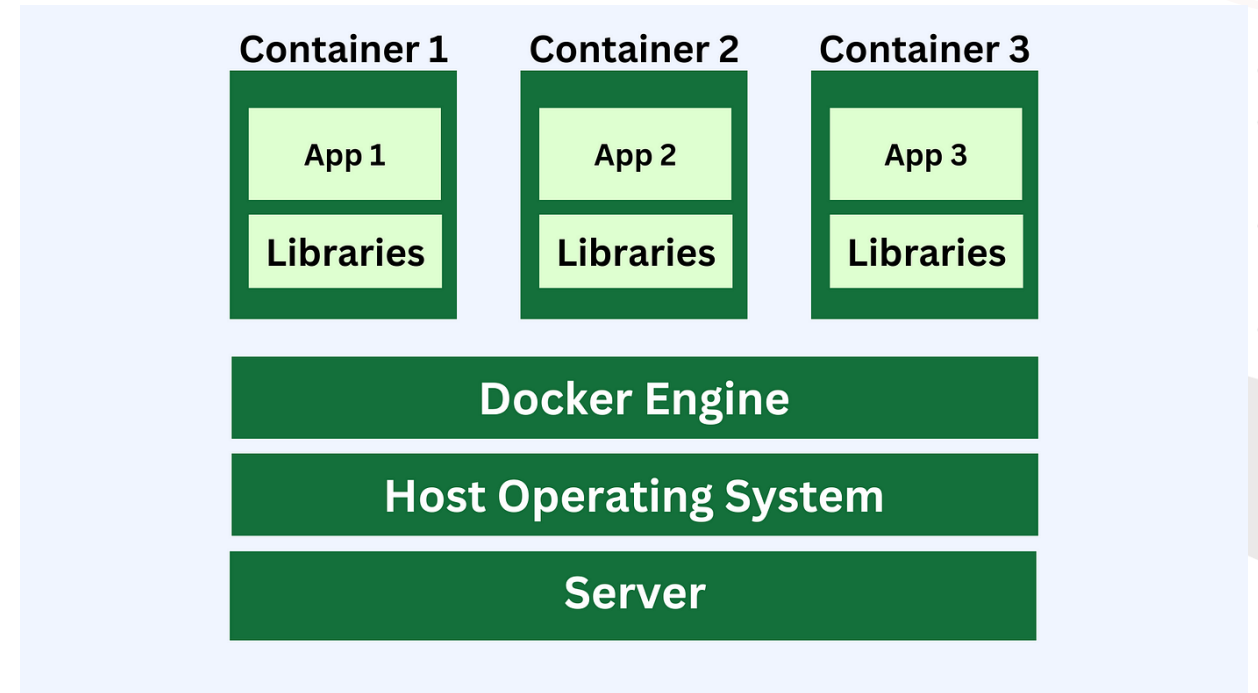 Container 1
Container 2
Container 3
App 1
App 2
App 3
Libraries
Libraries
Libraries
Docker Engine
Host Operating System
Server